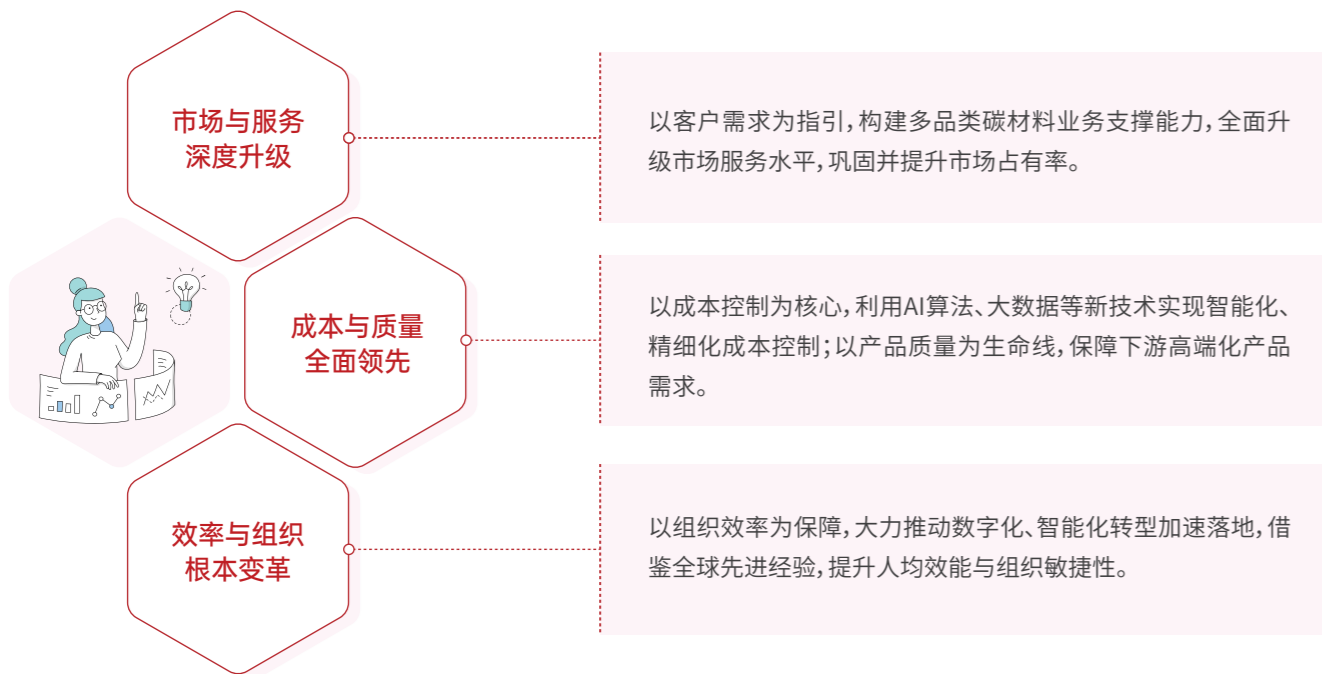 市场与服务
深度升级
以客户需求为指引，构建多品类碳材料业务支撑能力，全面升
级市场服务水平，巩固并提升市场占有率。
成本与质量
全面领先
以成本控制为核心，利用AI算法、大数据等新技术实现智能化、
精细化成本控制；以产品质量为生命线，保障下游高端化产品
需求。
效率与组织
根本变革
以组织效率为保障，大力推动数字化、智能化转型加速落地，借
鉴全球先进经验，提升人均效能与组织敏捷性。